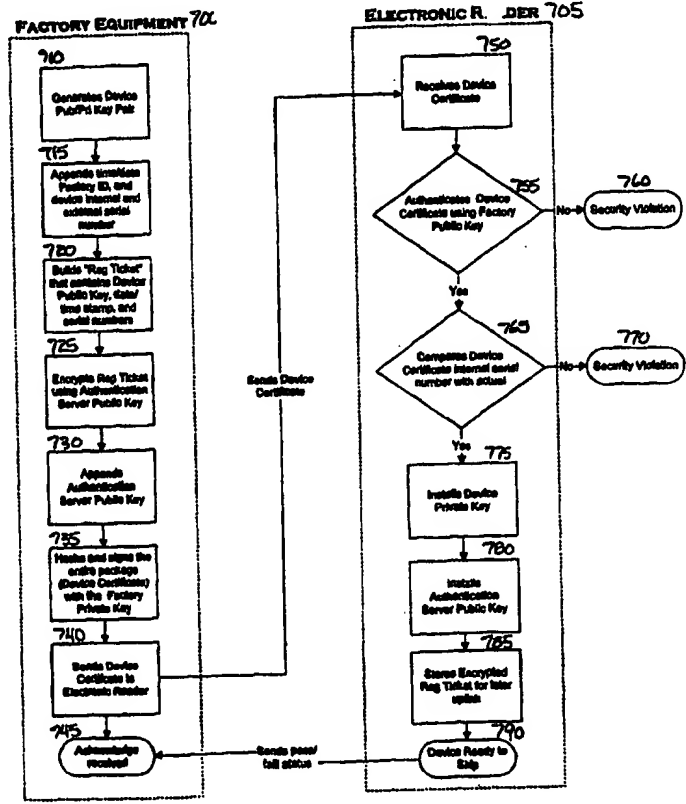 FACTORY EQUIPMENT 70
ELECTRONIC R DER 705
710
Generates Device
Pub/Pri Key Pair
715
Appends time/date
Factory ID, and
device internal and
external serial
number
720
Builds "Reg Ticket"
that contains Device
Public Key, date/
time stamp, and
serial numbers
725
Encrypts Reg Ticket
using Authentication
Server Public Key
730
Appends
Authentication
Server Public Key
735
Hashs and signs the
entire package
(Device Certificate)
with the Factory
Private Key
740
Sends Device
Certificate to
Electronic Reader
745
Acknowledge
received
Sends Device
Certificate
Sends pass/
fail status
750
Receives Device
Certificate
755
Authenticates Device
Certificate using Factory
Public Key
No
760
Security Violation
Yes
765
Compares Device
Certificate internal serial
number with actual
No
770
Security Violation
Yes
775
Installs Device
Private Key
780
Installs
Authentication
Server Public Key
785
Stores Encrypted
Reg Ticket for later
uplink
790
Device Ready to
Ship